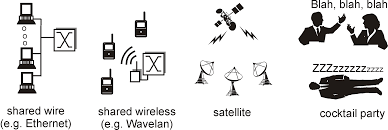 Blah, blah, blah
ZZzzzzzzzzzz
shared wire
(e.g. Ethernet)
shared wireless
(e.g. Wavelan)
satellite
cocktail party